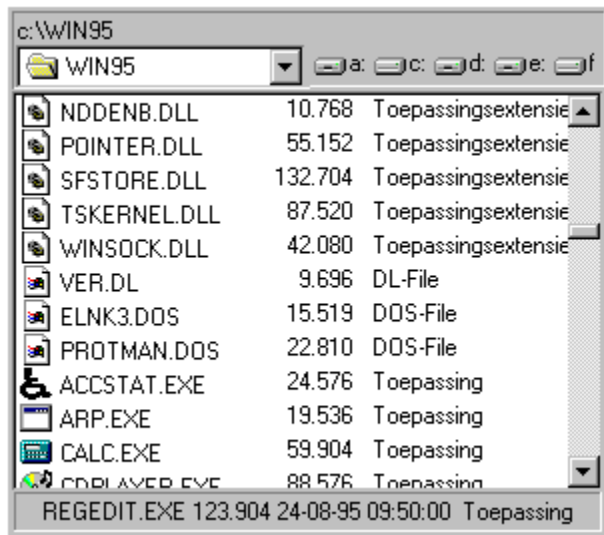 c:\WIN95
WIN95 a: c: d: e: f
NDDENB.DLL 10.768 Toepassingsextensie
POINTER.DLL 55.152 Toepassingsextensie
SFSTORE.DLL 132.704 Toepassingsextensie
TSKERNEL.DLL 87.520 Toepassingsextensie
WINSOCK.DLL 42.080 Toepassingsextensie
VER.DL 9.696 DL-File
ELNK3.DOS 15.519 DOS-File
PROTMAN.DOS 22.810 DOS-File
ACCSTAT.EXE 24.576 Toepassing
ARP.EXE 19.536 Toepassing
CALC.EXE 59.904 Toepassing
CDPLAYER.EXE 88.576 Toepassing
REGEDIT.EXE 123.904 24-08-95 09:50:00 Toepassing